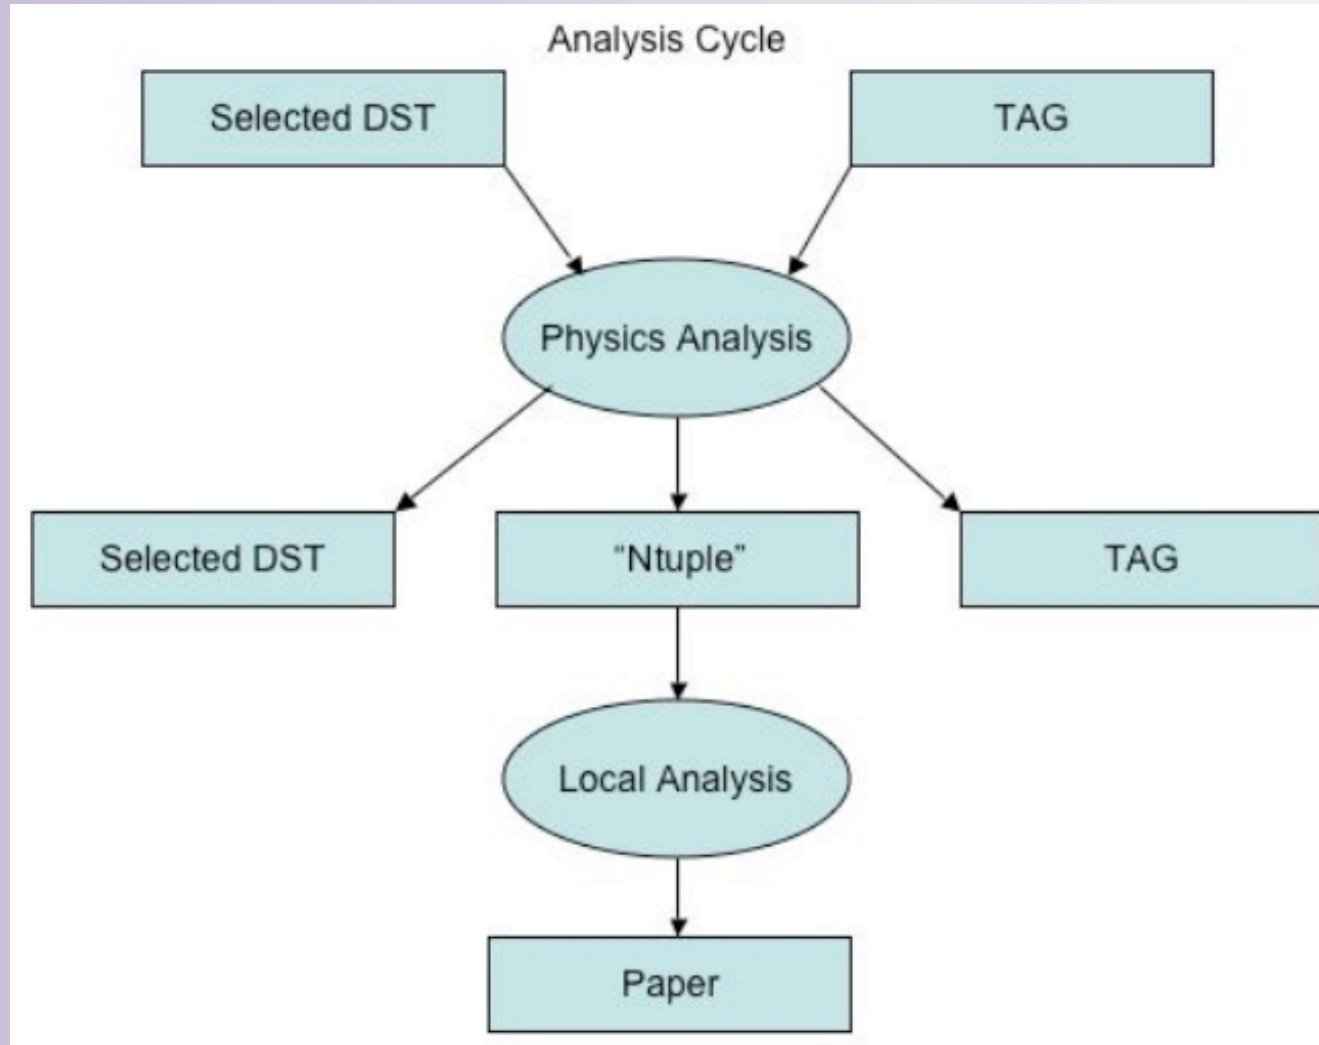 Analysis Cycle
Selected DST
TAG
Physics Analysis
Selected DST
“Ntuple”
TAG
Local Analysis
Paper